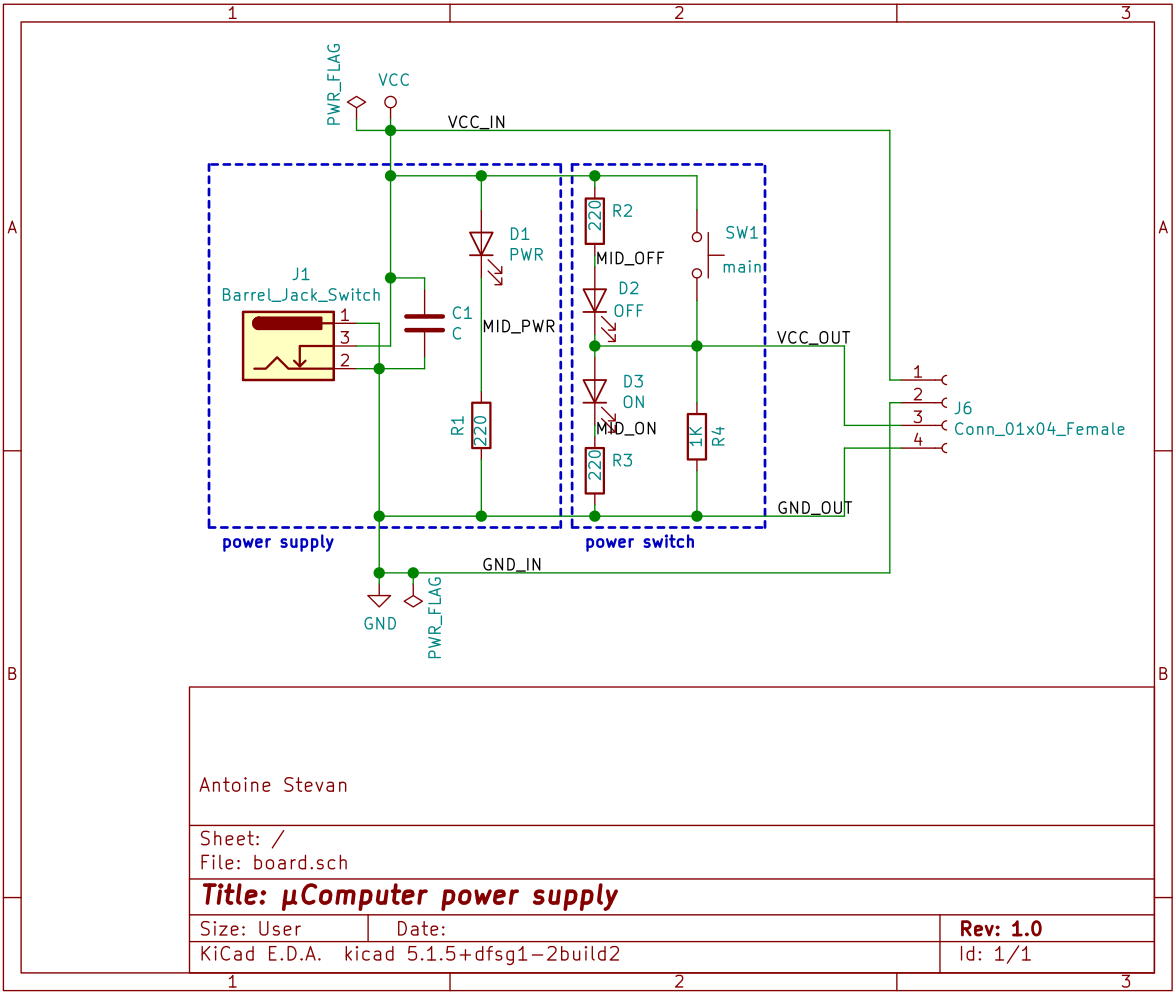 1 2 3
PWR_FLAG
VCC
VCC_IN
A
A
R2
220
D1
PWR
SW1
main
MID_OFF
J1
Barrel_Jack_Switch
D2
OFF
1
3
2
C1
C
MID_PWR
VCC_OUT
D3
ON
1
2
3
4
J6
Conn_01x04_Female
R1
220
MID_ON
1K
R4
220
R3
GND_OUT
power supply
power switch
GND_IN
GND
PWR_FLAG
B
B
Antoine Stevan
Sheet: /
File: board.sch
Title: µComputer power supply
Size: User Date: Rev: 1.0
KiCad E.D.A. kicad 5.1.5+dfsg1-2build2 Id: 1/1
1 2 3